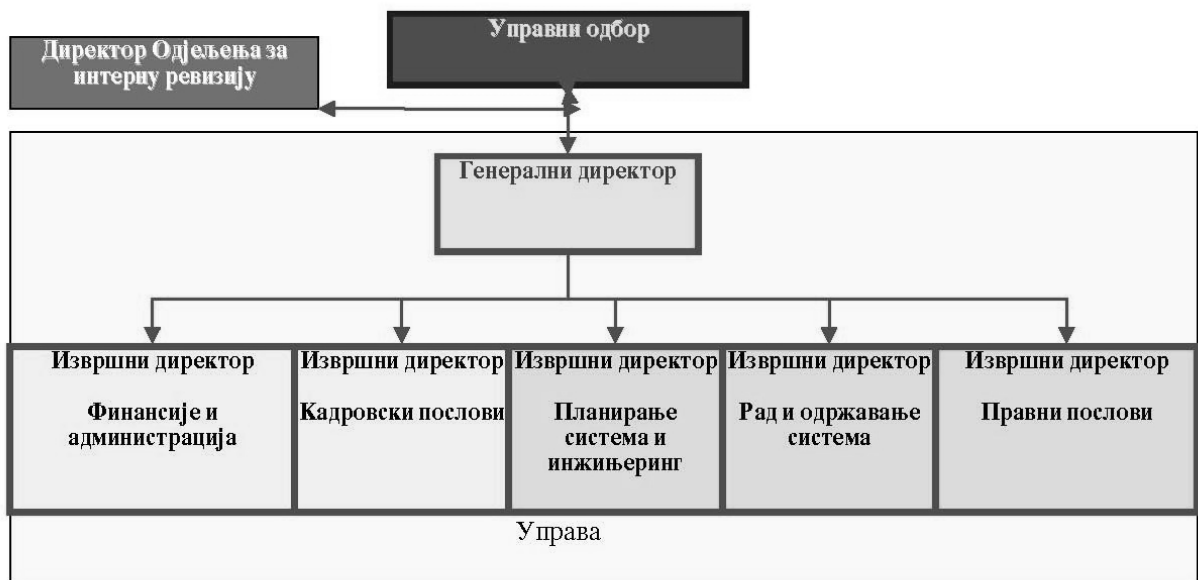 Управни одбор
Директор Одјељења за
интерну ревизију
Генерални директор
Извршни директор
Финансије и
администрација
Извршни директор
Кадровски послови
Извршни директор
Планирање
система и
инжињеринг
Извршни директор
Рад и одржавање
система
Извршни директор
Правни послови
Управа